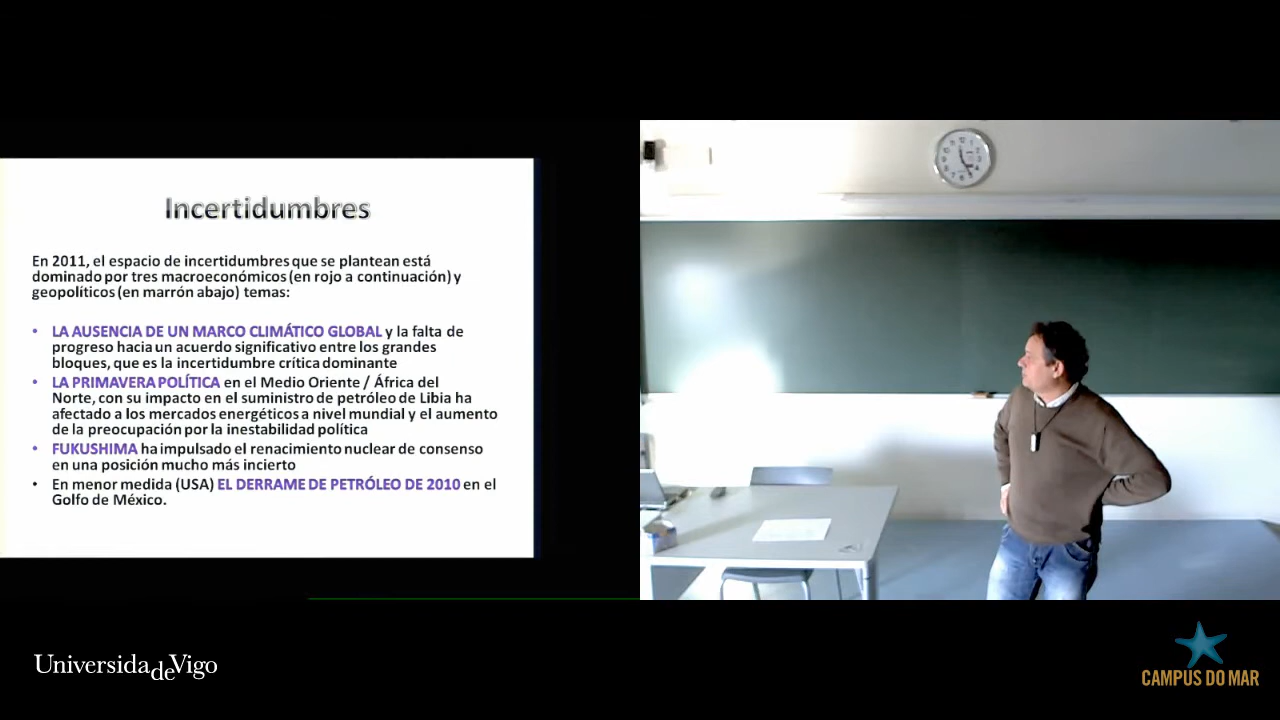 Incertidumbres
En 2011, el espacio de incertidumbres que se plantean está
dominado por tres macroeconómicos (en rojo a continuación) y
geopolíticos (en marrón abajo) temas:
• LA AUSENCIA DE UN MARCO CLIMÁTICO GLOBAL y la falta de
progreso hacia un acuerdo significativo entre los grandes
bloques, que es la incertidumbre crítica dominante
• LA PRIMAVERA POLÍTICA en el Medio Oriente / África del
Norte, con su impacto en el suministro de petróleo de Libia ha
afectado a los mercados energéticos a nivel mundial y el aumento
de la preocupación por la inestabilidad política
• FUKUSHIMA ha impulsado el renacimiento nuclear de consenso
en una posición mucho más incierto
• En menor medida (USA) EL DERRAME DE PETRÓLEO DE 2010 en el
Golfo de México.
Universidade Vigo
CAMPUS DO MAR